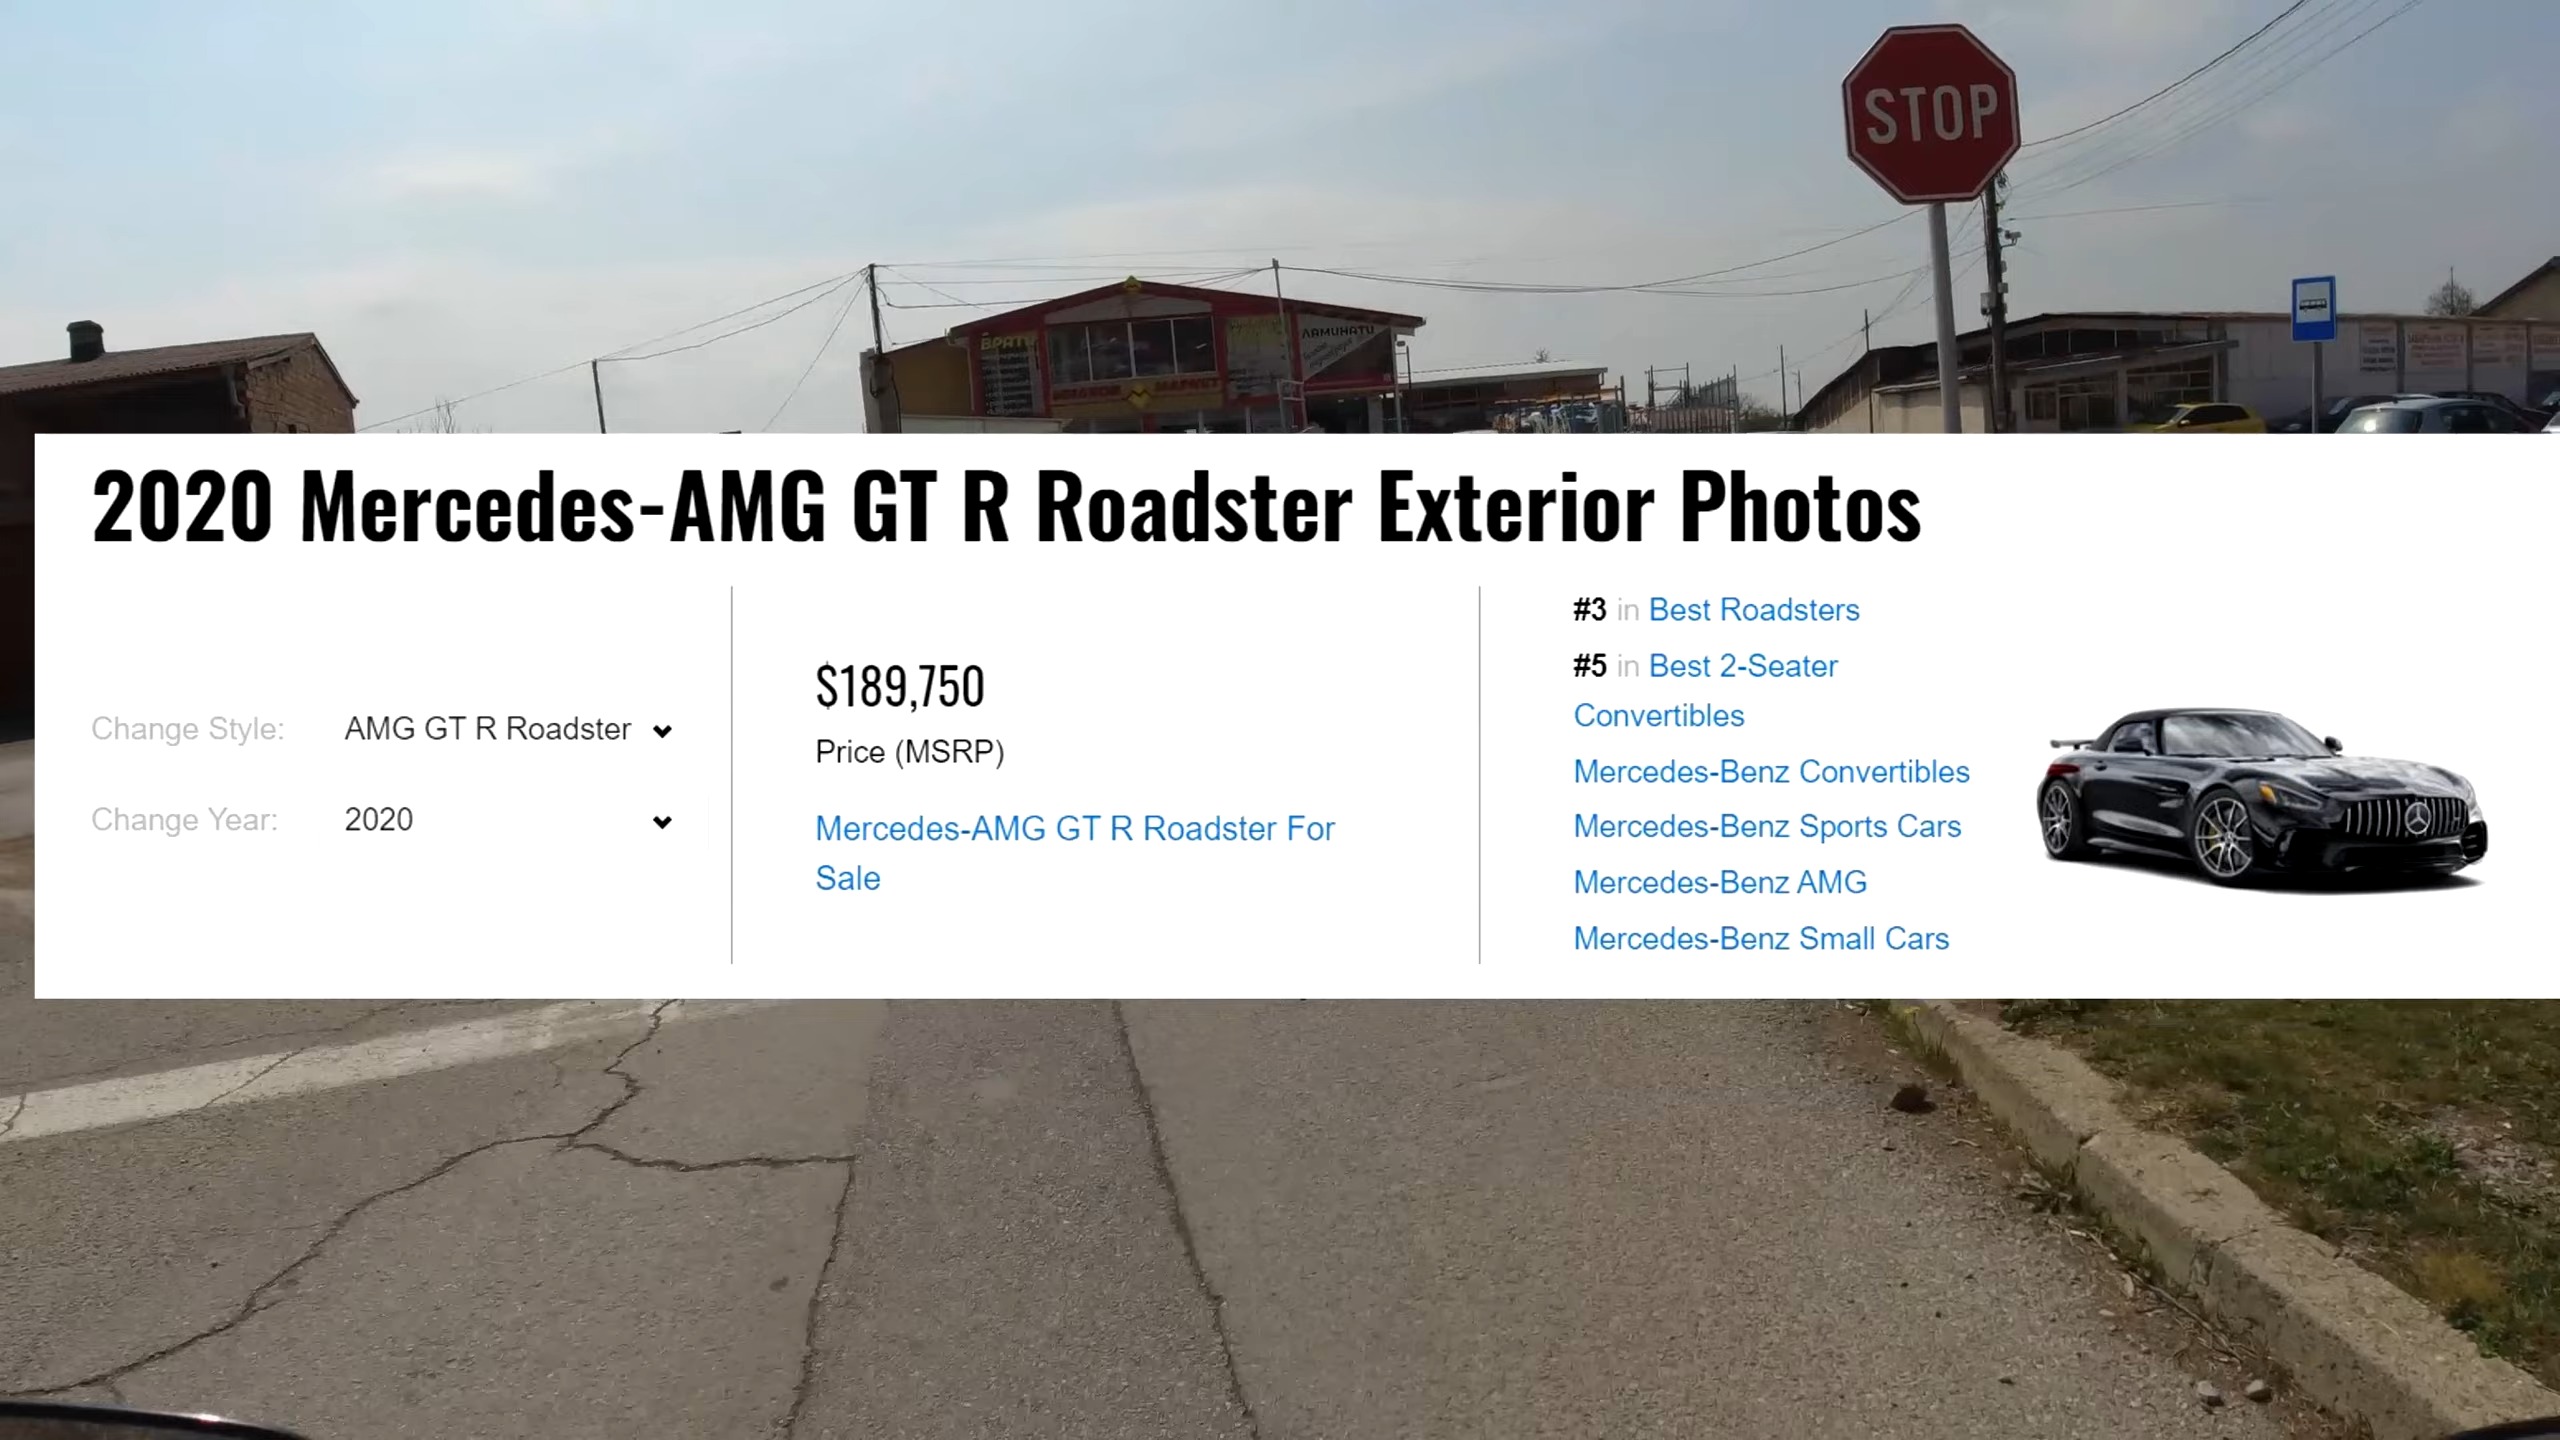 STOP
ВРАТИ
ЛАМИНАТИ
2020 Mercedes-AMG GT R Roadster Exterior Photos
Change Style: AMG GT R Roadster
Change Year: 2020
$189,750
Price (MSRP)
Mercedes-AMG GT R Roadster For
Sale
#3 in Best Roadsters
#5 in Best 2-Seater
Convertibles
Mercedes-Benz Convertibles
Mercedes-Benz Sports Cars
Mercedes-Benz AMG
Mercedes-Benz Small Cars